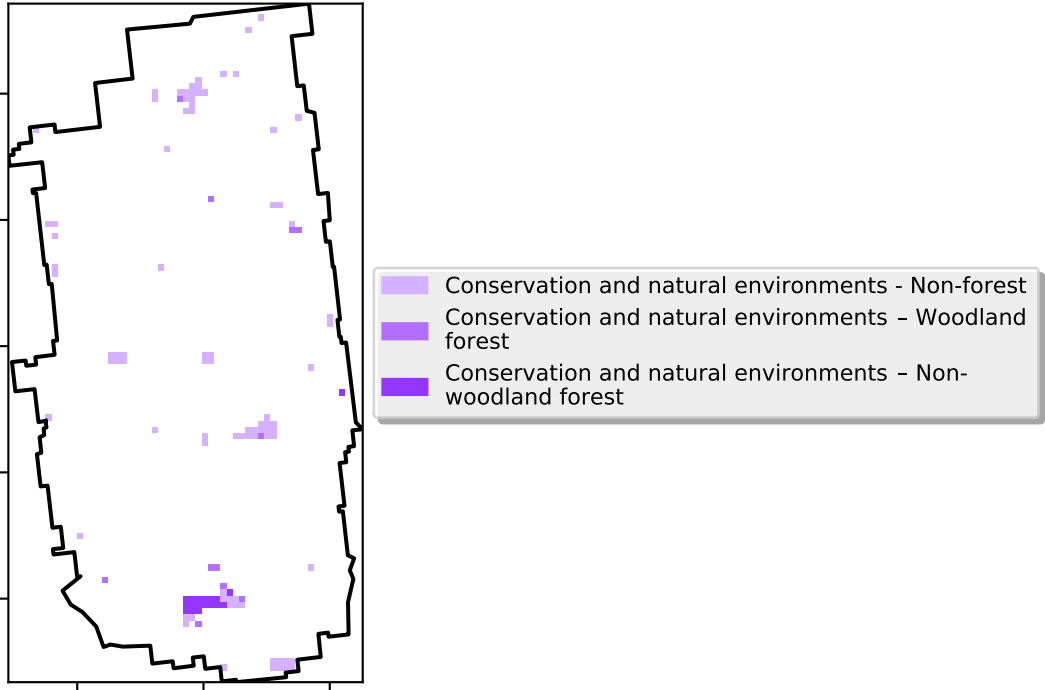 Conservation and natural environments - Non-forest
Conservation and natural environments – Woodland
forest
Conservation and natural environments – Non-
woodland forest